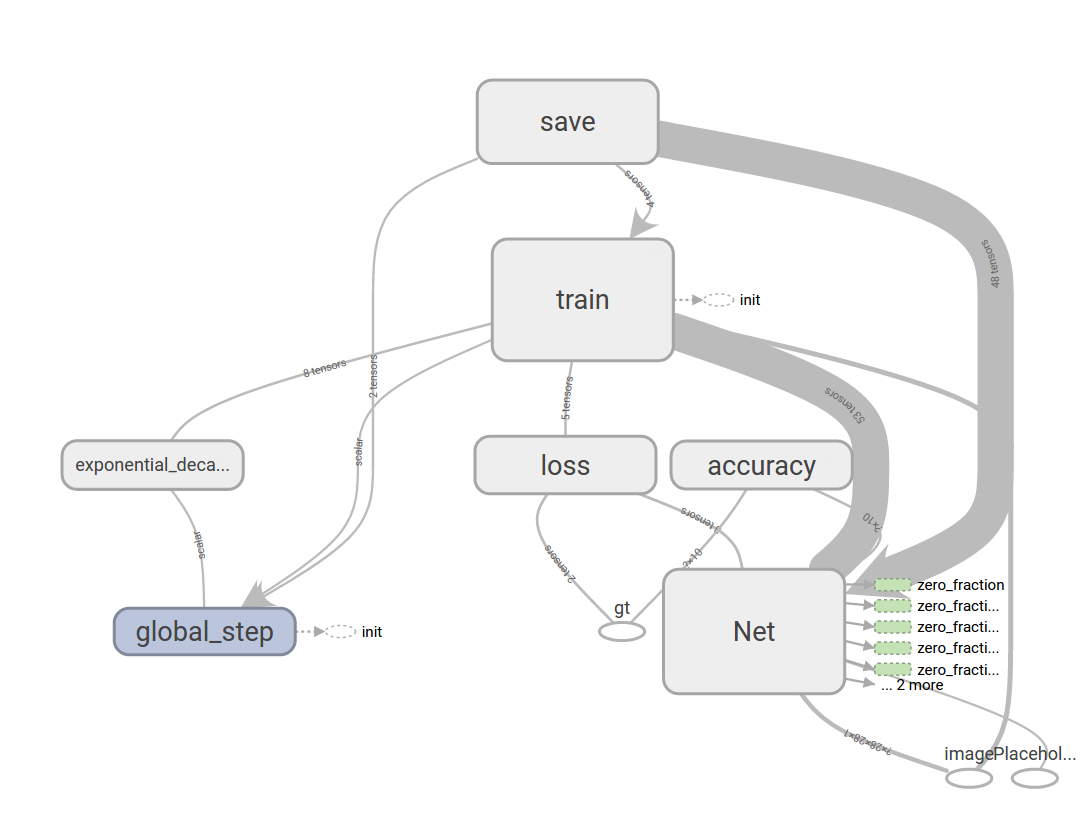 save
4 tensors
48 tensors
train
init
8 tensors
2 tensors
5 tensors
53 tensors
scalar
exponential_deca...
loss
accuracy
?×10
scalar
2 tensors
?×10
gt
zero_fraction
zero_fracti...
zero_fracti...
zero_fracti...
zero_fracti...
... 2 more
global_step
init
Net
?×28×28×1
imagePlacehol...